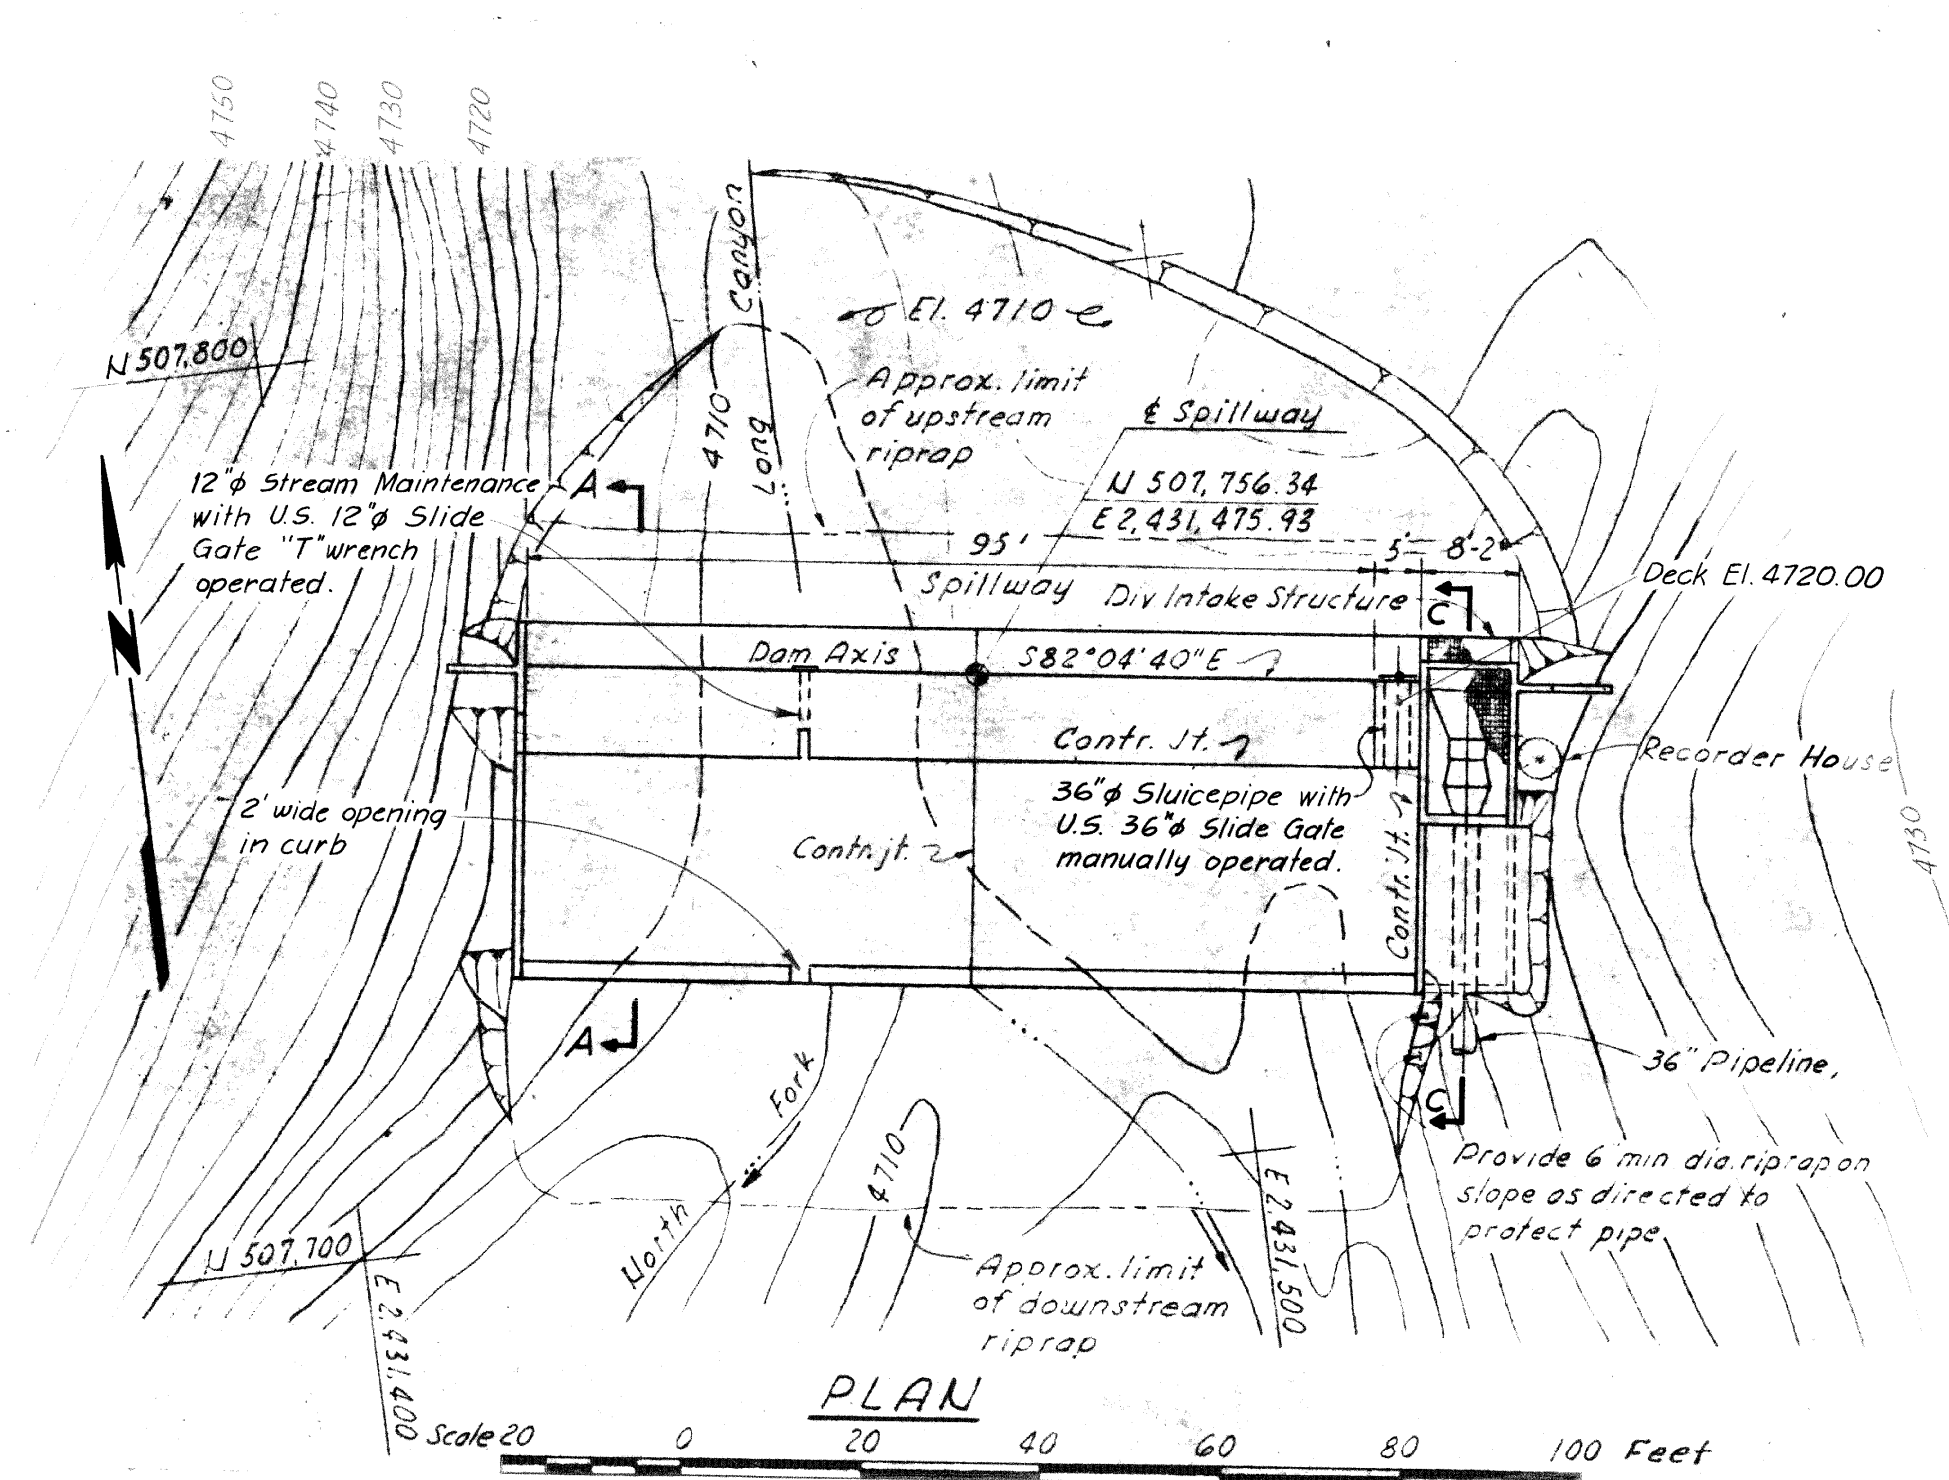 4750
4740
4730
4720
Canyon
El. 4710
N 507,800
Approx. limit
of upstream
riprap
4710
Long
℄ Spillway
N 507,756.34
E 2,431,475.93
12"φ Stream Maintenance
with U.S. 12"φ Slide
Gate "T" wrench
operated.
A
95'
5'
8'-2"
Spillway
Div Intake Structure
C
Deck El. 4720.00
N
Dam Axis
S82°04'40"E
Contr. Jt.
Recorder House
2' wide opening
in curb
36"φ Sluicepipe with
U.S. 36"φ Slide Gate
manually operated.
Contr. jt.
Contr. Jt.
4730
A
Fork
36" Pipeline,
C
4710
North
E 2,431,500
Provide 6" min dia. riprap on
slope as directed to
protect pipe.
N 507,700
Approx. limit
of downstream
riprap
E 2,431,400
PLAN
Scale 20 0 20 40 60 80 100 Feet